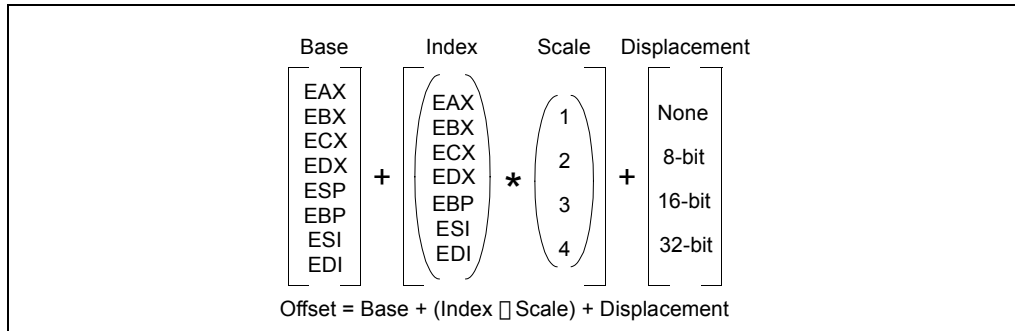 Base Index Scale Displacement
EAX
EBX
ECX
EDX
ESP
EBP
ESI
EDI
+
EAX
EBX
ECX
EDX
EBP
ESI
EDI
*
1
2
3
4
+
None
8-bit
16-bit
32-bit
Offset = Base + (Index ▯ Scale) + Displacement